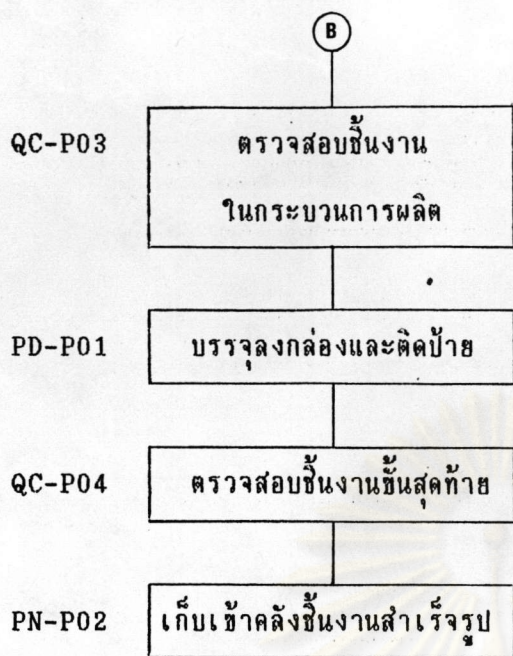 B
QC-P03
ตรวจสอบชิ้นงาน
ในกระบวนการผลิต
PD-P01
บรรจุลงกล่องและติดป้าย
QC-P04
ตรวจสอบชิ้นงานขั้นสุดท้าย
PN-P02
เก็บเข้าคลังชิ้นงานสำเร็จรูป